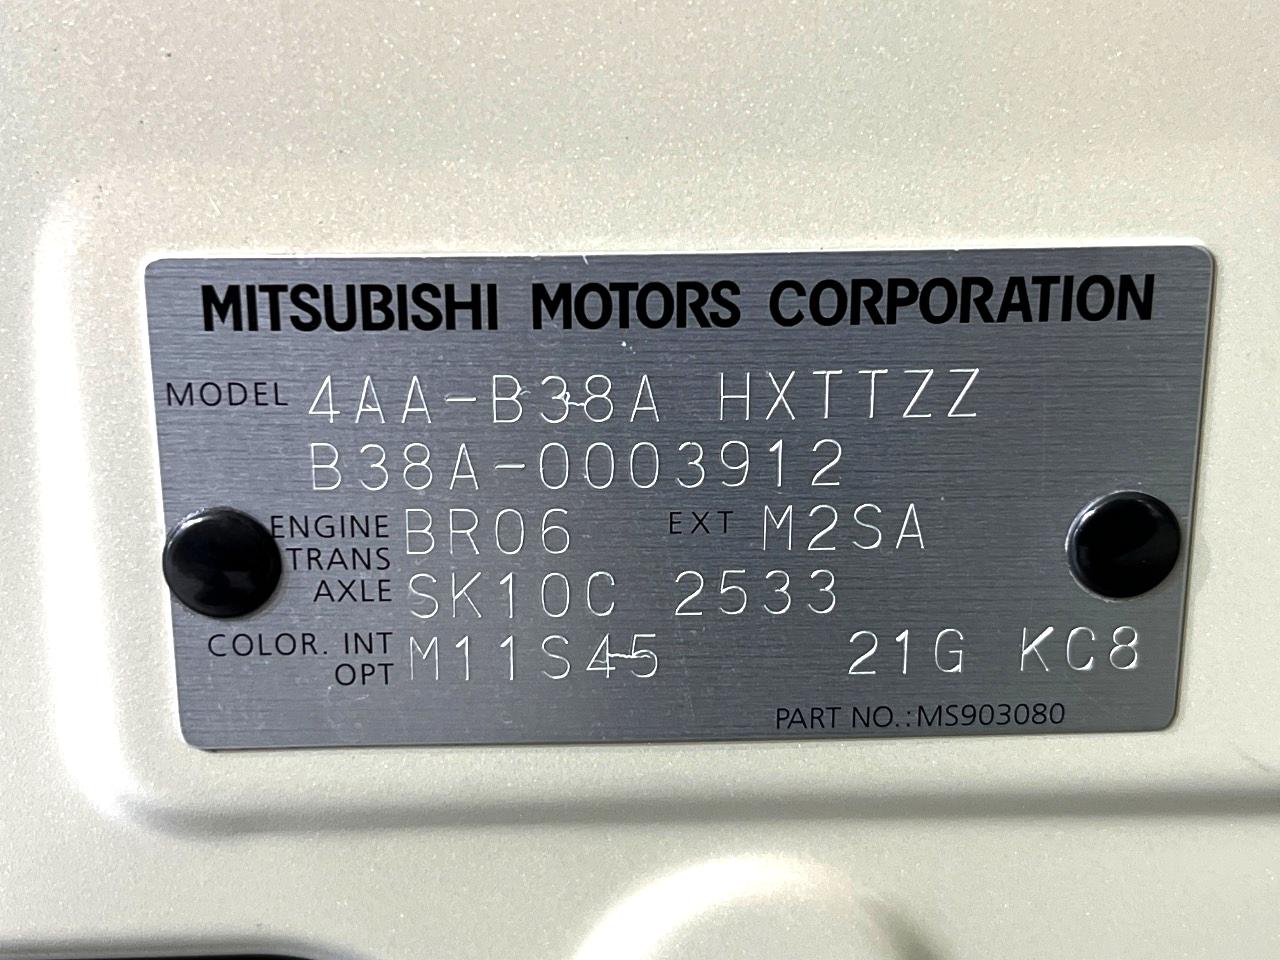 MITSUBISHI MOTORS CORPORATION
MODEL 4AA-B38A HXTTZZ
B38A-0003912
ENGINE BR06 EXT M2SA
TRANS
AXLE SK10C 2533
COLOR. INT M11S45 21G KC8
OPT
PART NO.:MS903080